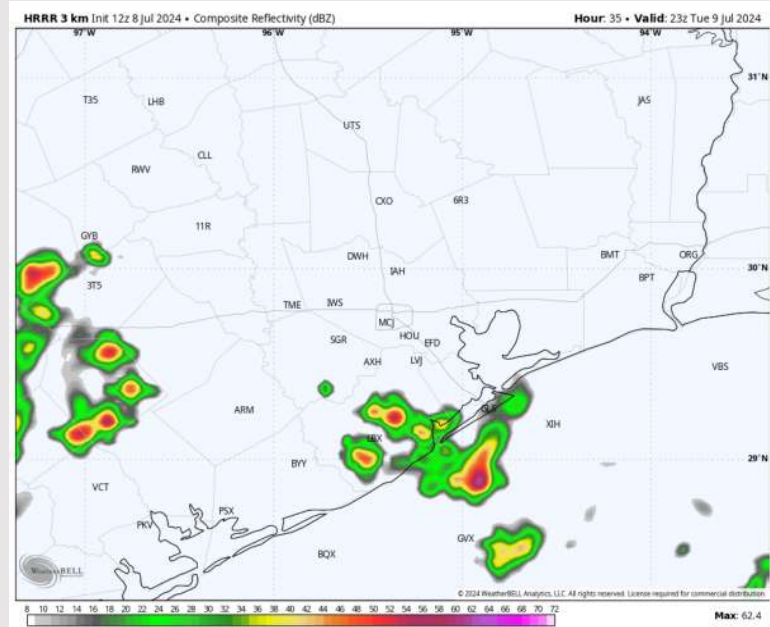 HRRR 3 km Init 12z 8 Jul 2024 • Composite Reflectivity (dBZ)
Hour: 35 • Valid: 23z Tue 9 Jul 2024
97°W 96°W 95°W 94°W
31°N
T35 LHB JAS
UTS
CLL
RWV
CXO 6R3
11R
GYB
DWH BMT ORG
IAH 30°N
BPT
3T5
TME IWS
MCJ
SGR HOU EFD
AXH LVJ VBS
ARM GLS XIH
LBX
BYY 29°N
VCT
PSX
PKV
GVX
BQX
WEATHERBELL
© 2024 WeatherBELL Analytics, LLC. All rights reserved. License required for commercial distribution
8 10 12 14 16 18 20 22 24 26 28 30 32 34 36 38 40 42 44 46 48 50 52 54 56 58 60 62 64 66 68 70 72
Max: 62.4